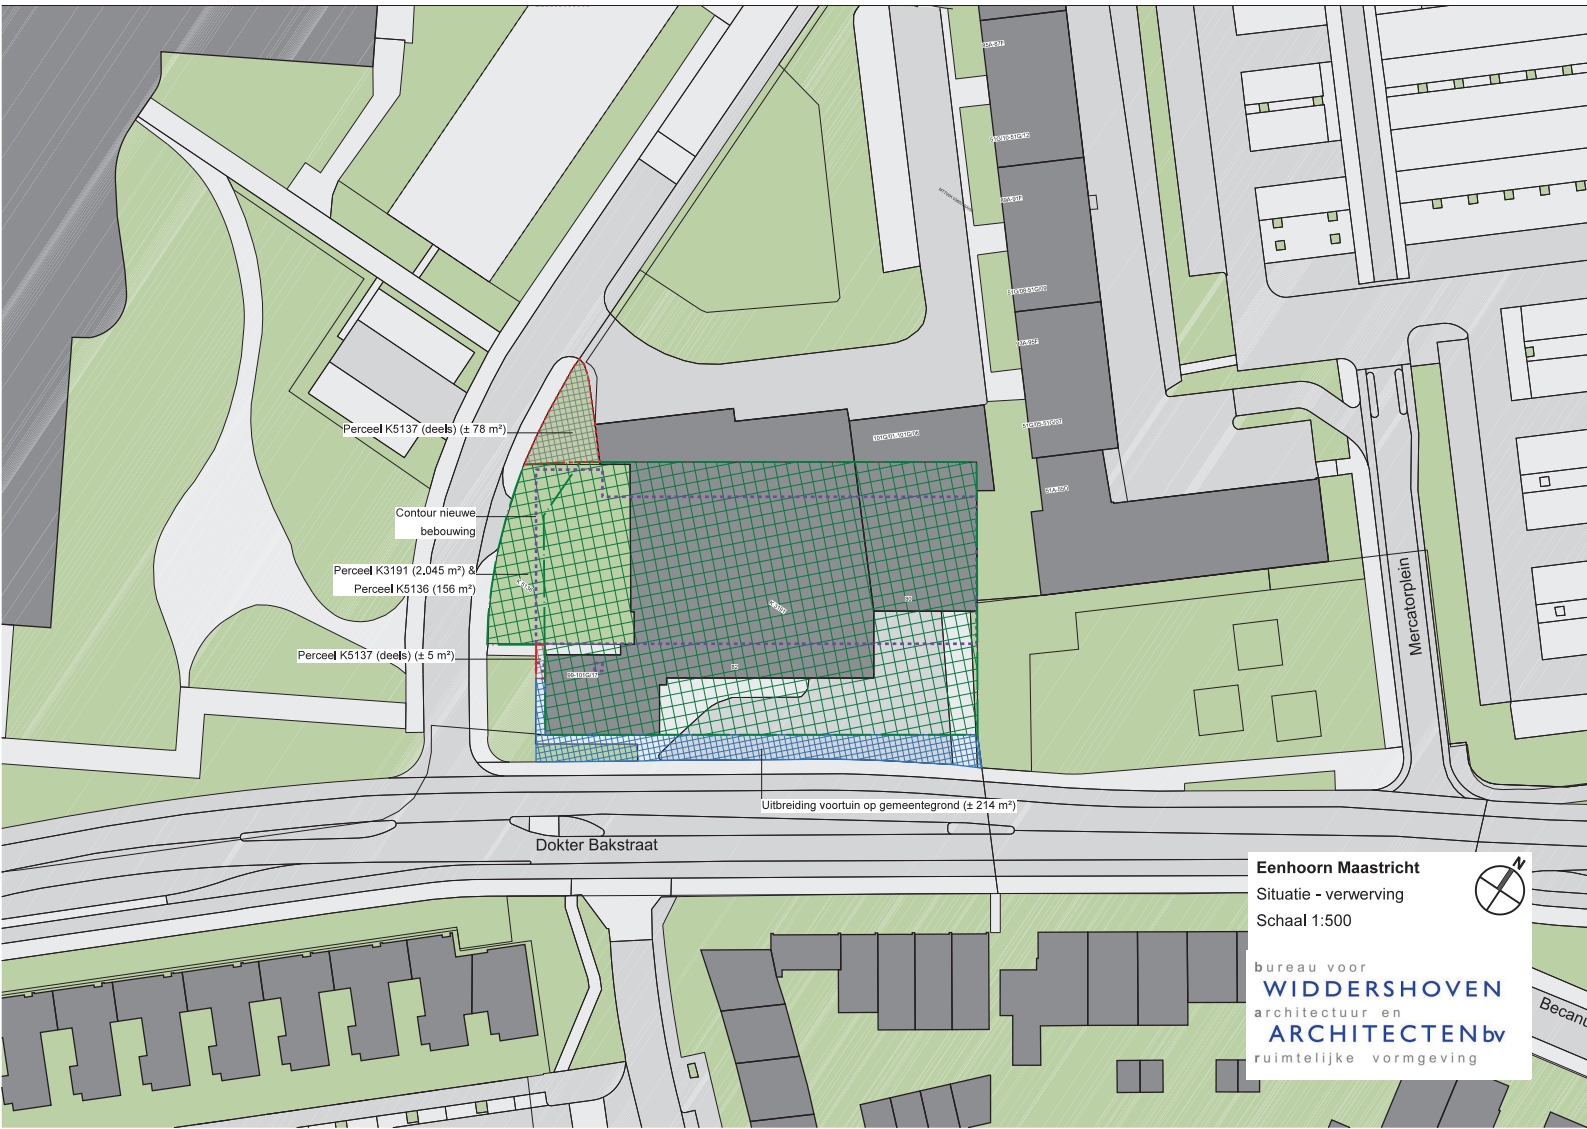 Perceel K5137 (deels) (± 78 m²)
Contour nieuwe
bebouwing
Perceel K3191 (2.045 m²) &
Perceel K5136 (156 m²)
Perceel K5137 (deels) (± 5 m²)
Uitbreiding voortuin op gemeentegrond (± 214 m²)
Dokter Bakstraat
Mercatorplein
Eenhoorn Maastricht
Situatie - verwerving
Schaal 1:500
N
bureau voor
WIDDERSHOVEN
architectuur en
ARCHITECTEN bv
ruimtelijke vormgeving